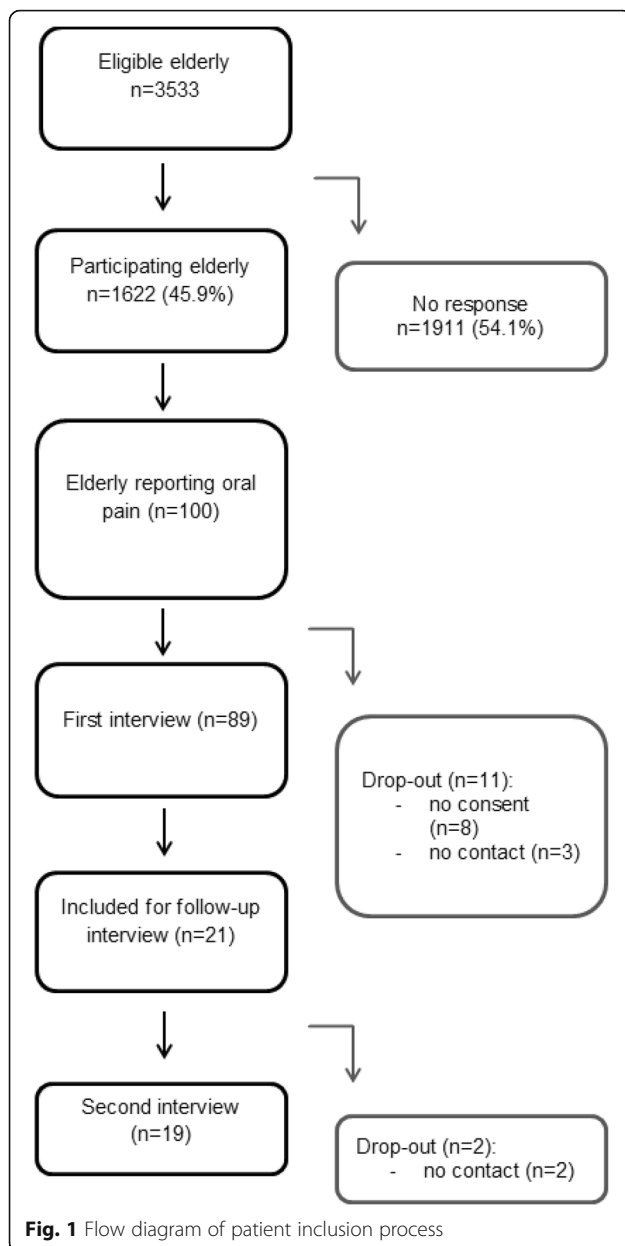 Eligible elderly
n=3533
Participating elderly
n=1622 (45.9%)
No response
n=1911 (54.1%)
Elderly reporting oral
pain (n=100)
First interview (n=89)
Drop-out (n=11):
- no consent
(n=8)
- no contact (n=3)
Included for follow-up
interview (n=21)
Second interview
(n=19)
Drop-out (n=2):
- no contact (n=2)
Fig. 1 Flow diagram of patient inclusion process